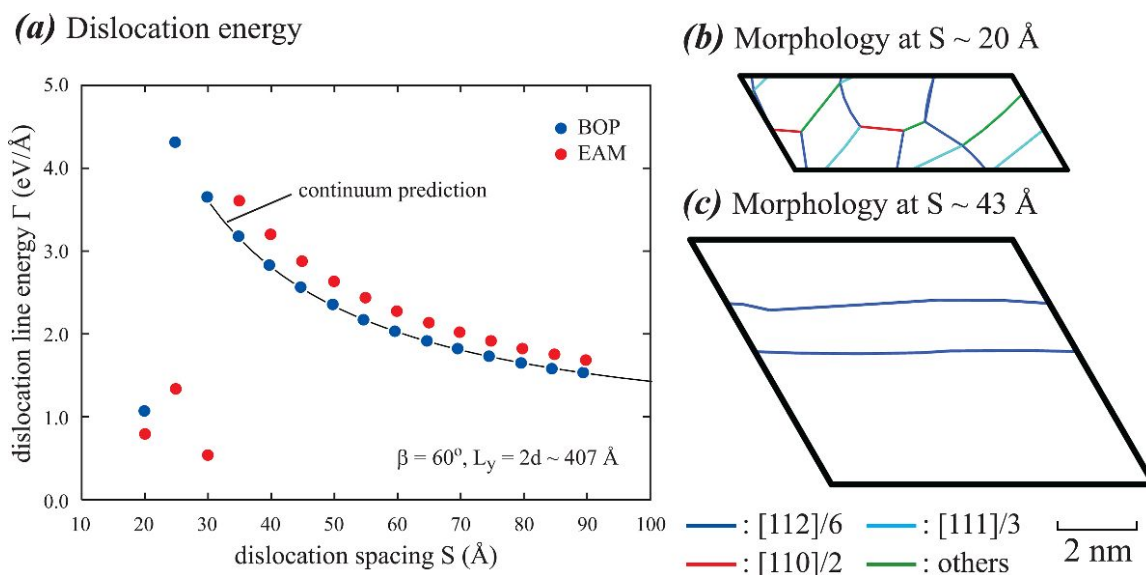 (a) Dislocation energy
dislocation line energy Γ (eV/Å)
5.0
4.0
3.0
2.0
1.0
0.0
BOP
EAM
continuum prediction
β = 60°, L_y = 2d ~ 407 Å
10 20 30 40 50 60 70 80 90 100
dislocation spacing S (Å)
(b) Morphology at S ~ 20 Å
(c) Morphology at S ~ 43 Å
: [112]/6 : [111]/3
: [110]/2 : others
2 nm